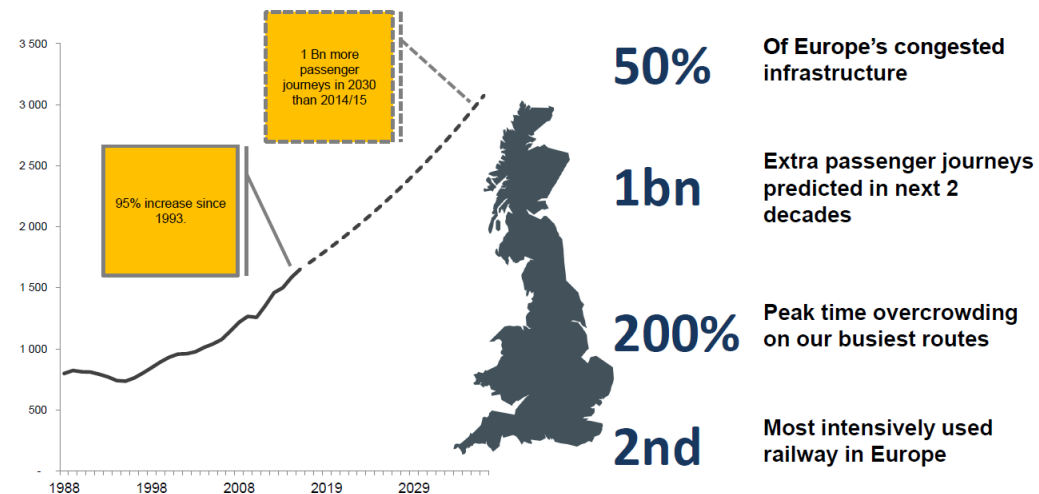 3 500
3 000
2 500
2 000
1 500
1 000
500
-
1988
1998
2008
2019
2029
1 Bn more
passenger
journeys in 2030
than 2014/15
95% increase since
1993.
50%
Of Europe's congested
infrastructure
1bn
Extra passenger journeys
predicted in next 2
decades
200%
Peak time overcrowding
on our busiest routes
2nd
Most intensively used
railway in Europe